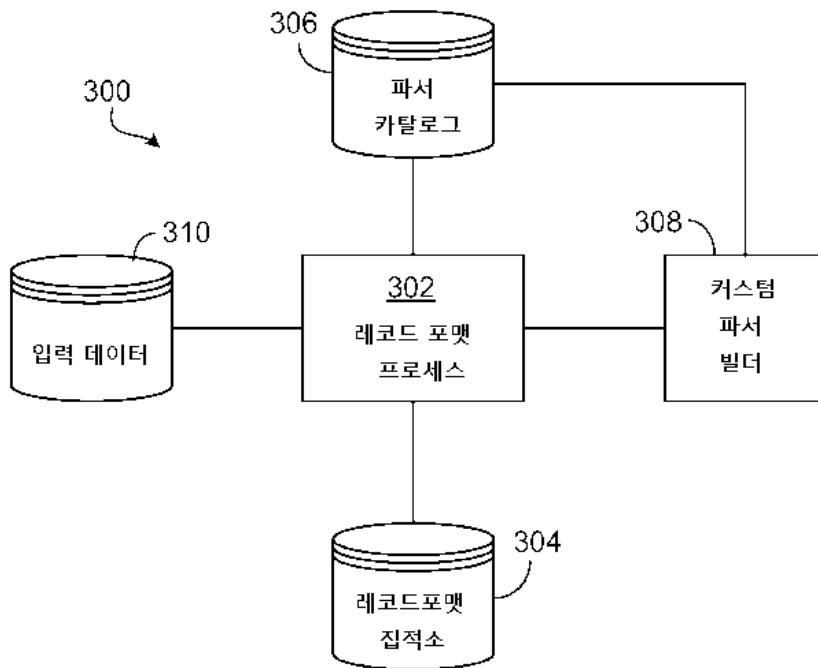 306
파서
카탈로그
300
310
입력 데이터
302
레코드 포맷
프로세스
308
커스텀
파서
빌더
304
레코드포맷
집적소